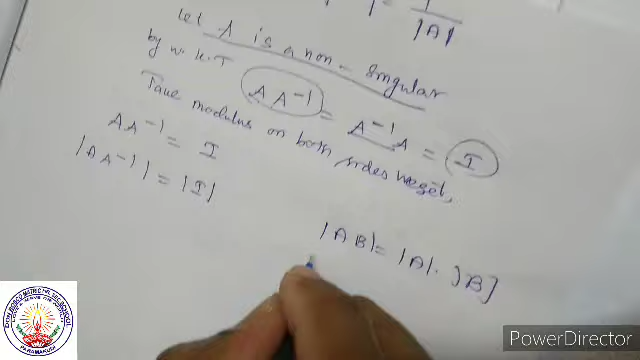 = 1
|A|
Let A is a non-singular
by w.K.T AA⁻¹ = A⁻¹A = I
Take modulus on both sides we get,
AA⁻¹ = I
|AA⁻¹| = |I|
|AB| = |A|. |B|
PowerDirector